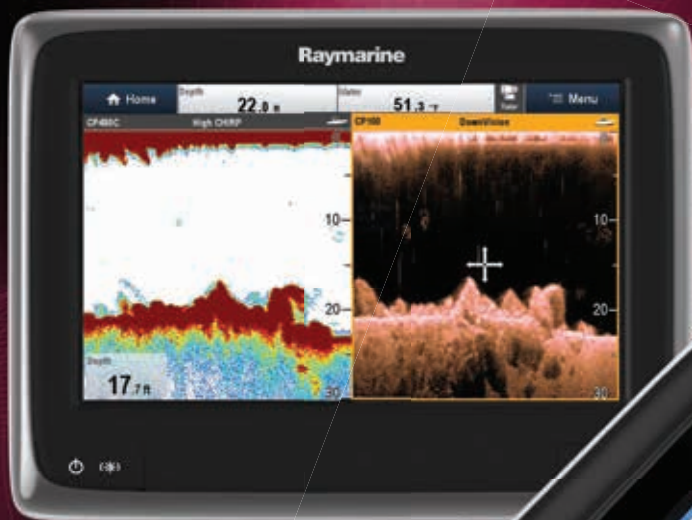 Raymarine
Home
Depth
22.0 ft
Water
51.3 °F
Menu
CP450C
High CHIRP
CP100
DownVision
10
10
20
20
30
30
Depth
17.7 ft